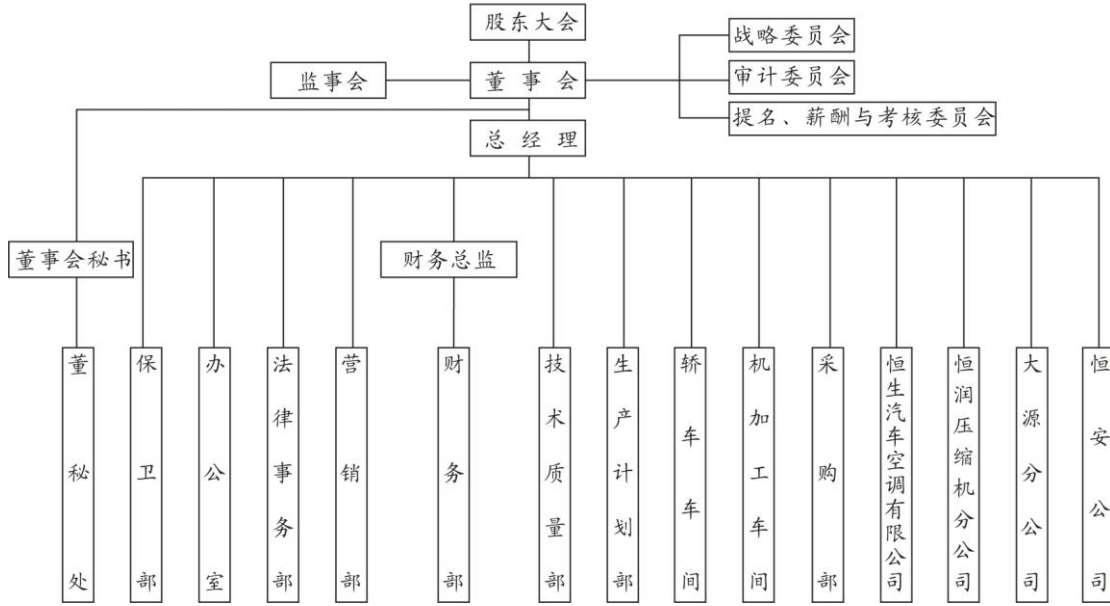 股东大会
战略委员会
监事会
董事会
审计委员会
提名、薪酬与考核委员会
总经理
董事会秘书
财务总监
董秘处
保卫部
办公室
法律事务部
营销部
财务部
技术质量部
生产计划部
轿车车间
机加工车间
采购部
恒生汽车空调有限公司
恒润压缩机分公司
大源分公司
恒安公司